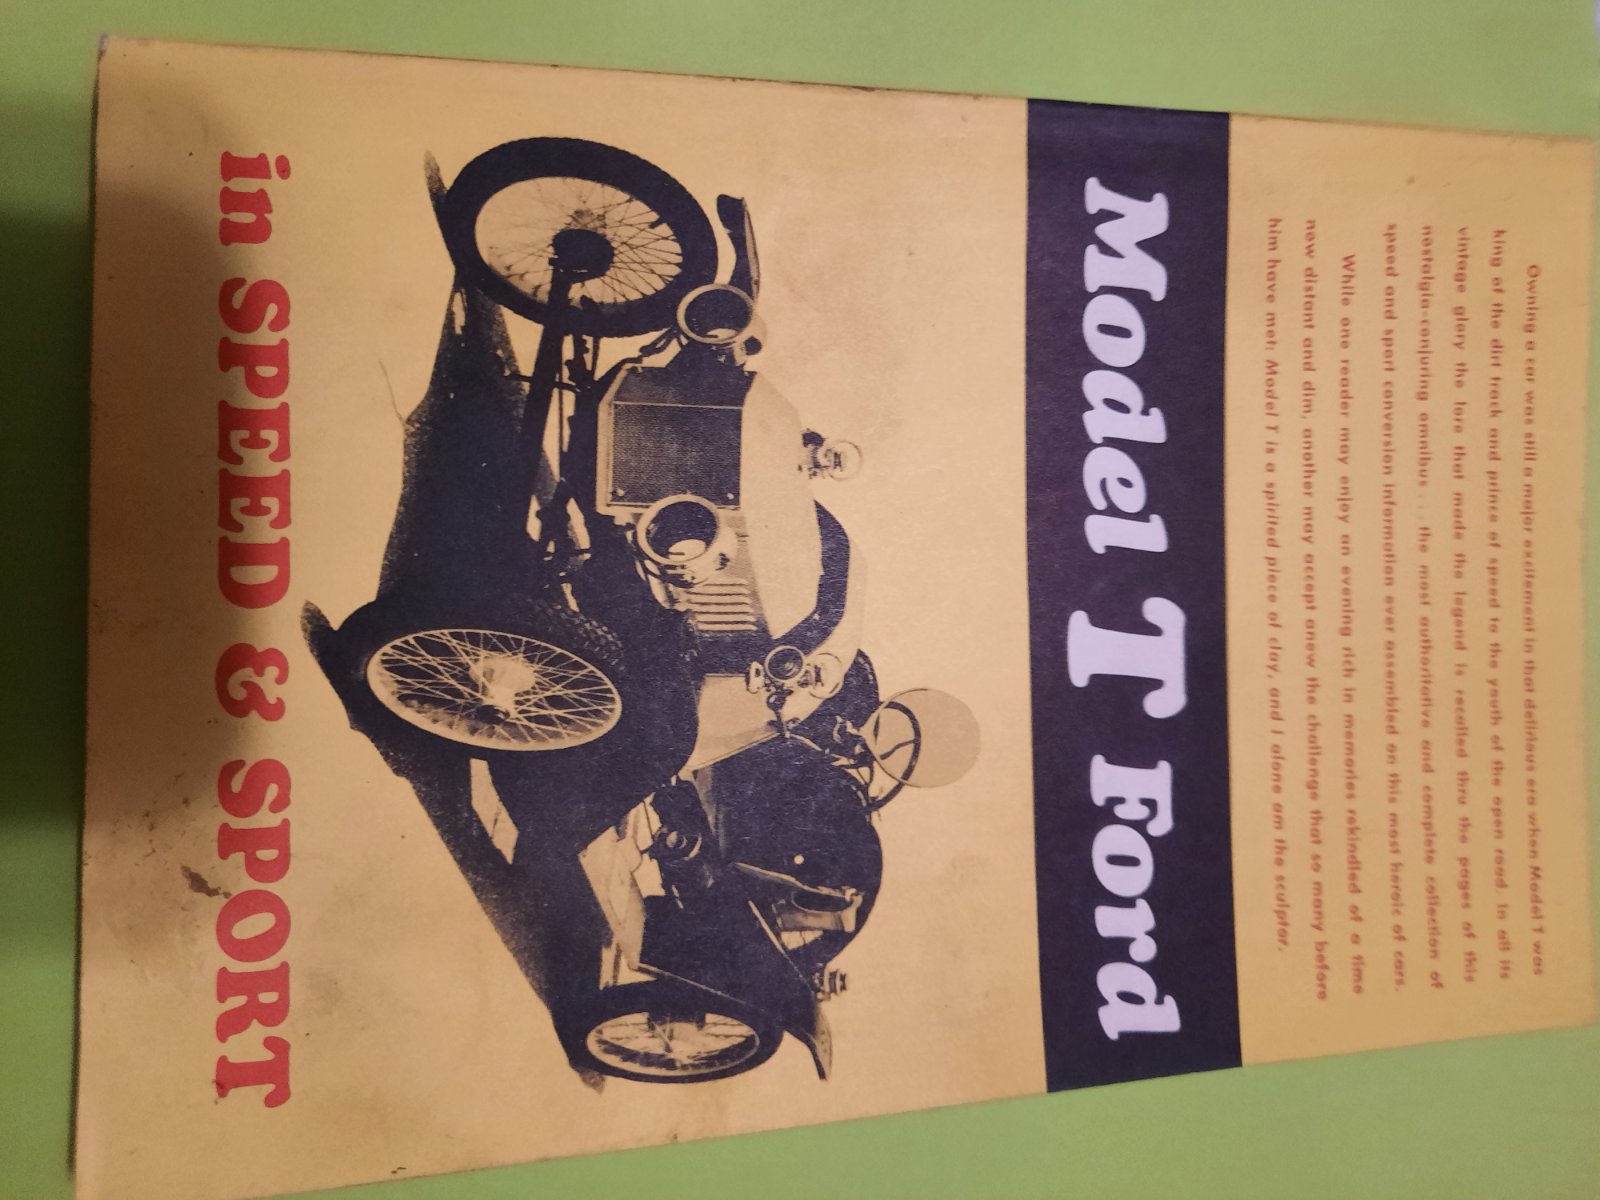 Owning a car was still a major excitement in that delirious era when Model T was
king of the dirt track and prince of speed to the youth of the open road. In all its
vintage glory the lore that made the legend is recalled thru the pages of this
nostalgia-conjuring omnibus . . . the most authoritative and complete collection of
speed and sport conversion information ever assembled on this most heroic of cars.
While one reader may enjoy an evening rich in memories rekindled of a time
now distant and dim, another may accept anew the challenge that so many before
him have met: Model T is a spirited piece of clay, and I alone am the sculptor.
Model T Ford
in SPEED & SPORT